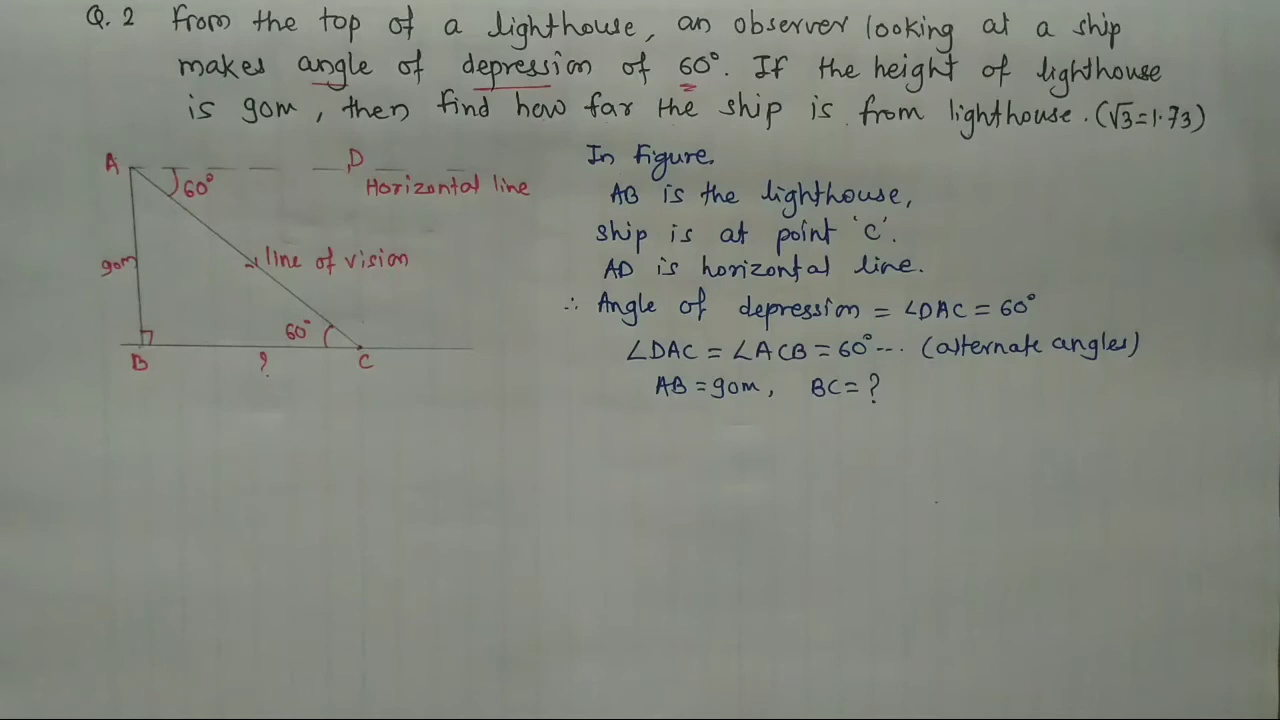 Q. 2 From the top of a lighthouse, an observer looking at a ship
makes angle of depression of 60°. If the height of lighthouse
is 90m, then find how far the ship is from lighthouse. (√3=1.73)
A D
60° Horizontal line
90m line of vision
60°
B ? C
In figure.
AB is the lighthouse,
ship is at point 'C'.
AD is horizontal line.
∴ Angle of depression = ∠DAC = 60°
∠DAC = ∠ACB = 60° --- (alternate angles)
AB = 90m, BC = ?